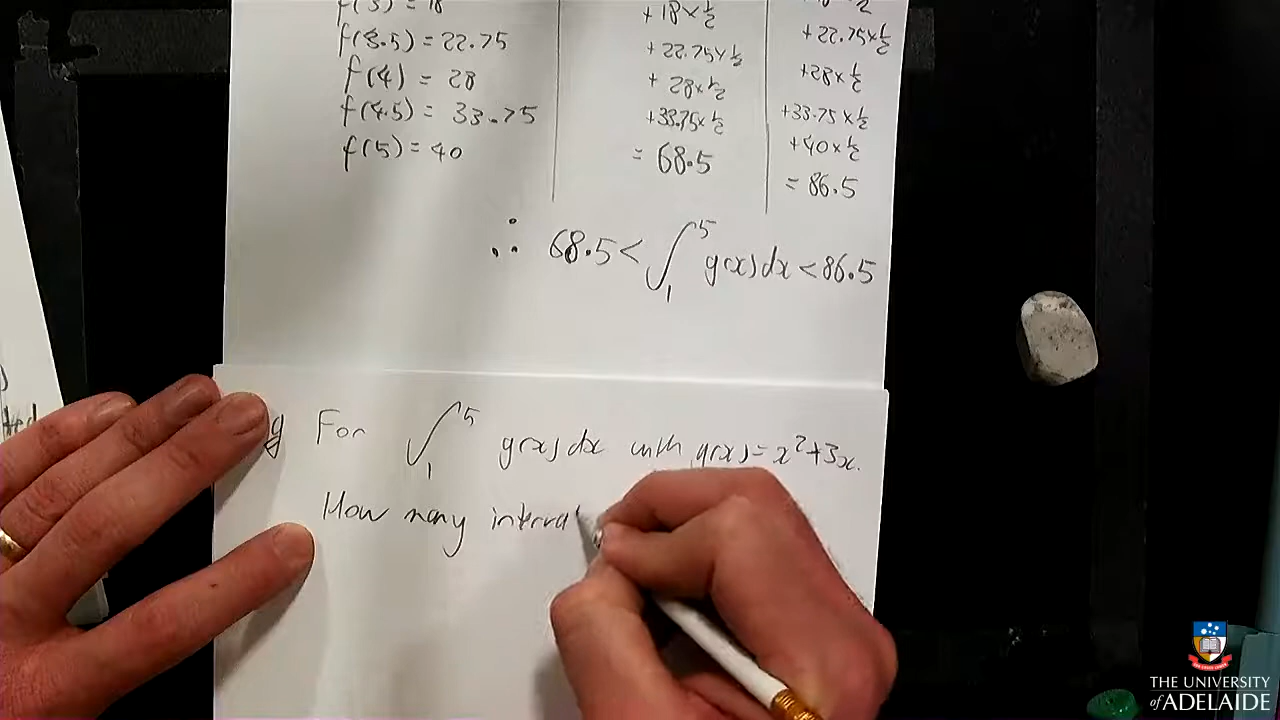 f(3) = 18
f(3.5) = 22.75
f(4) = 28
f(4.5) = 33.75
f(5) = 40
+ 18 × ½
+ 22.75 × ½
+ 28 × ½
+33.75 × ½
= 68.5
+ 22.75 × ½
+28 × ½
+33.75 × ½
+40 × ½
= 86.5
∴ 68.5 < ∫₁⁵ g(x) dx < 86.5
g For ∫₁⁵ g(x) dx with g(x) = x² + 3x.
How many interval
THE UNIVERSITY
of ADELAIDE